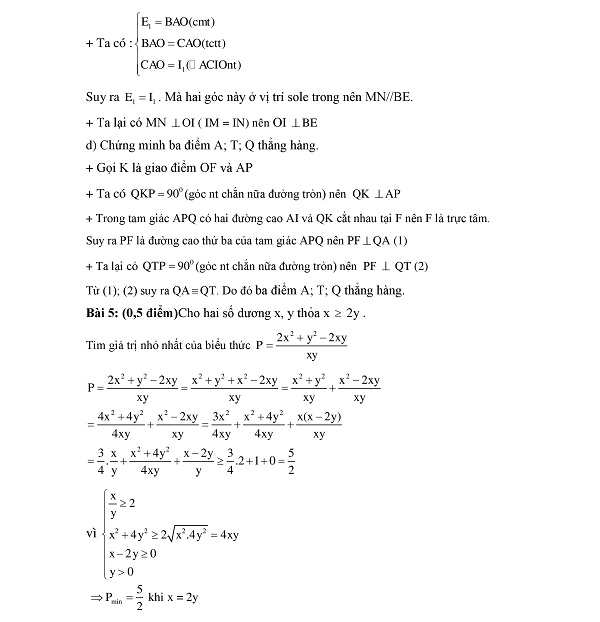 + Ta có : { E₁ = BAO(cmt)
BAO = CAO(tctt)
CAO = I₁(□ ACIOnt)
Suy ra E₁ = I₁ . Mà hai góc này ở vị trí sole trong nên MN//BE.
+ Ta lại có MN ⊥OI ( IM = IN) nên OI ⊥BE
d) Chứng minh ba điểm A; T; Q thẳng hàng.
+ Gọi K là giao điểm OF và AP
+ Ta có QKP = 90⁰ (góc nt chắn nữa đường tròn) nên QK ⊥AP
+ Trong tam giác APQ có hai đường cao AI và QK cắt nhau tại F nên F là trực tâm.
Suy ra PF là đường cao thứ ba của tam giác APQ nên PF⊥QA (1)
+ Ta lại có QTP = 90⁰ (góc nt chắn nữa đường tròn) nên PF ⊥ QT (2)
Từ (1); (2) suy ra QA≡QT. Do đó ba điểm A; T; Q thẳng hàng.
Bài 5: (0,5 điểm)Cho hai số dương x, y thỏa x ≥ 2y .
Tìm giá trị nhỏ nhất của biểu thức P = (2x² + y² − 2xy)/(xy)
P = (2x² + y² − 2xy)/(xy) = (x² + y² + x² − 2xy)/(xy) = (x² + y²)/(xy) + (x² − 2xy)/(xy)
= (4x² + 4y²)/(4xy) + (x² − 2xy)/(xy) = 3x²/(4xy) + (x² + 4y²)/(4xy) + x(x − 2y)/(xy)
= 3/4 . x/y + (x² + 4y²)/(4xy) + (x − 2y)/y ≥ 3/4 .2 + 1 + 0 = 5/2
vì { x/y ≥ 2
x² + 4y² ≥ 2√(x².4y²) = 4xy
x − 2y ≥ 0
y > 0
⇒ Pmin = 5/2 khi x = 2y